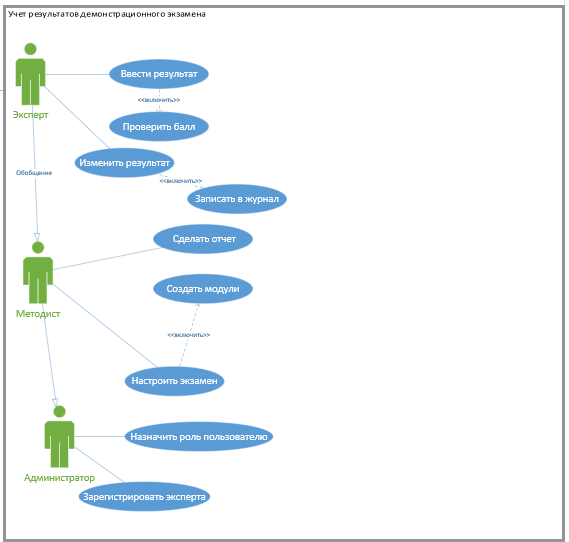 Учет результатов демонстрационного экзамена
Ввести результат
<<включить>>
Эксперт
Проверить балл
Изменить результат
Обобщение
<<включить>>
Записать в журнал
Сделать отчет
Создать модули
Методист
<<включить>>
Настроить экзамен
Назначить роль пользователю
Администратор
Зарегистрировать эксперта